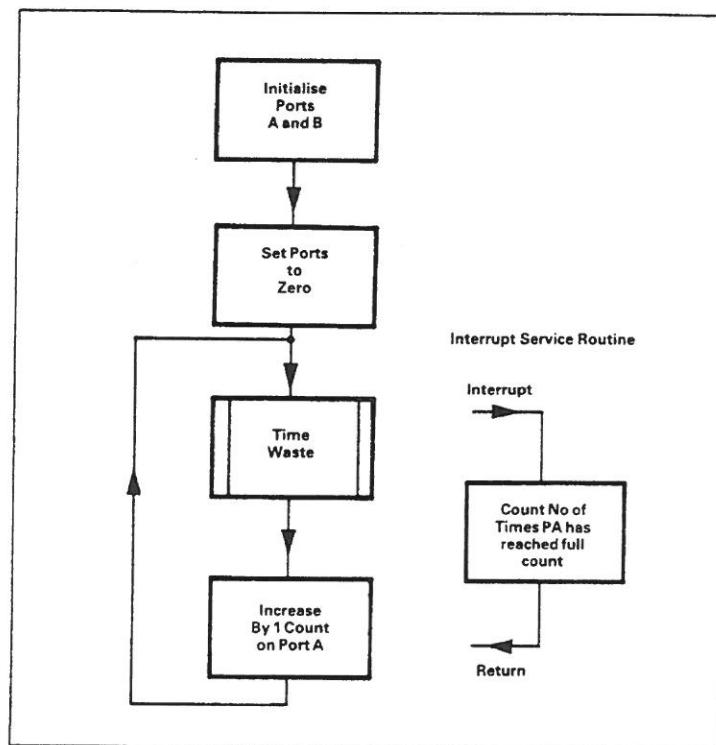 Initialise
Ports
A and B
Set Ports
to
Zero
Time
Waste
Increase
By 1 Count
on Port A
Interrupt Service Routine
Interrupt
Count No of
Times PA has
reached full
count
Return